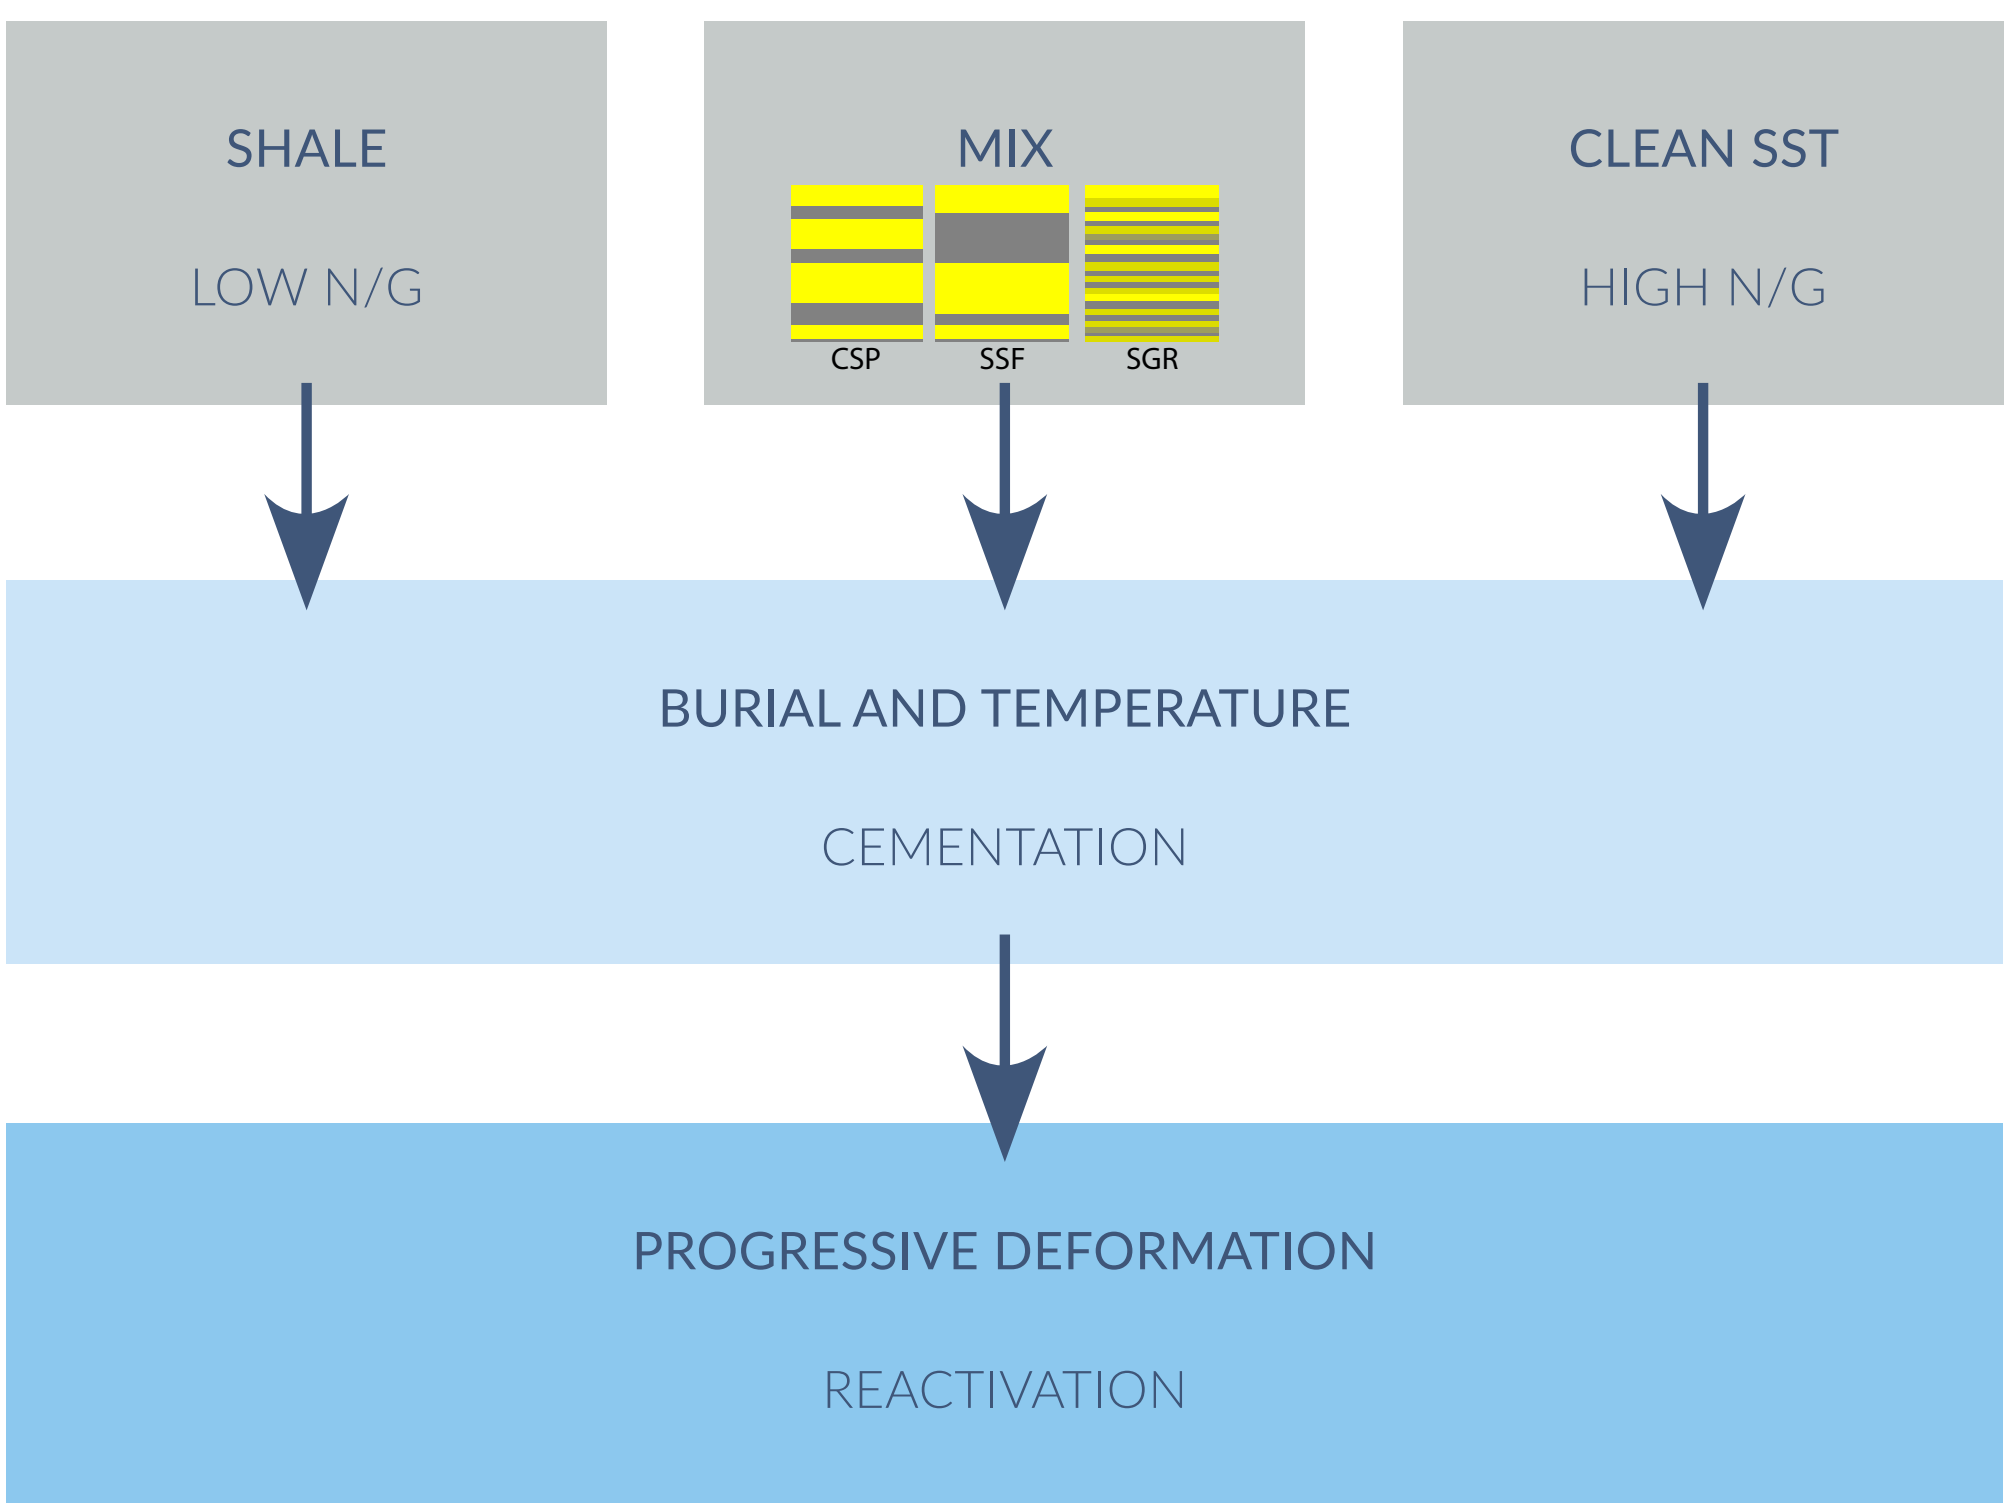 SHALE
LOW N/G
MIX
CSP
SSF
SGR
CLEAN SST
HIGH N/G
BURIAL AND TEMPERATURE
CEMENTATION
PROGRESSIVE DEFORMATION
REACTIVATION